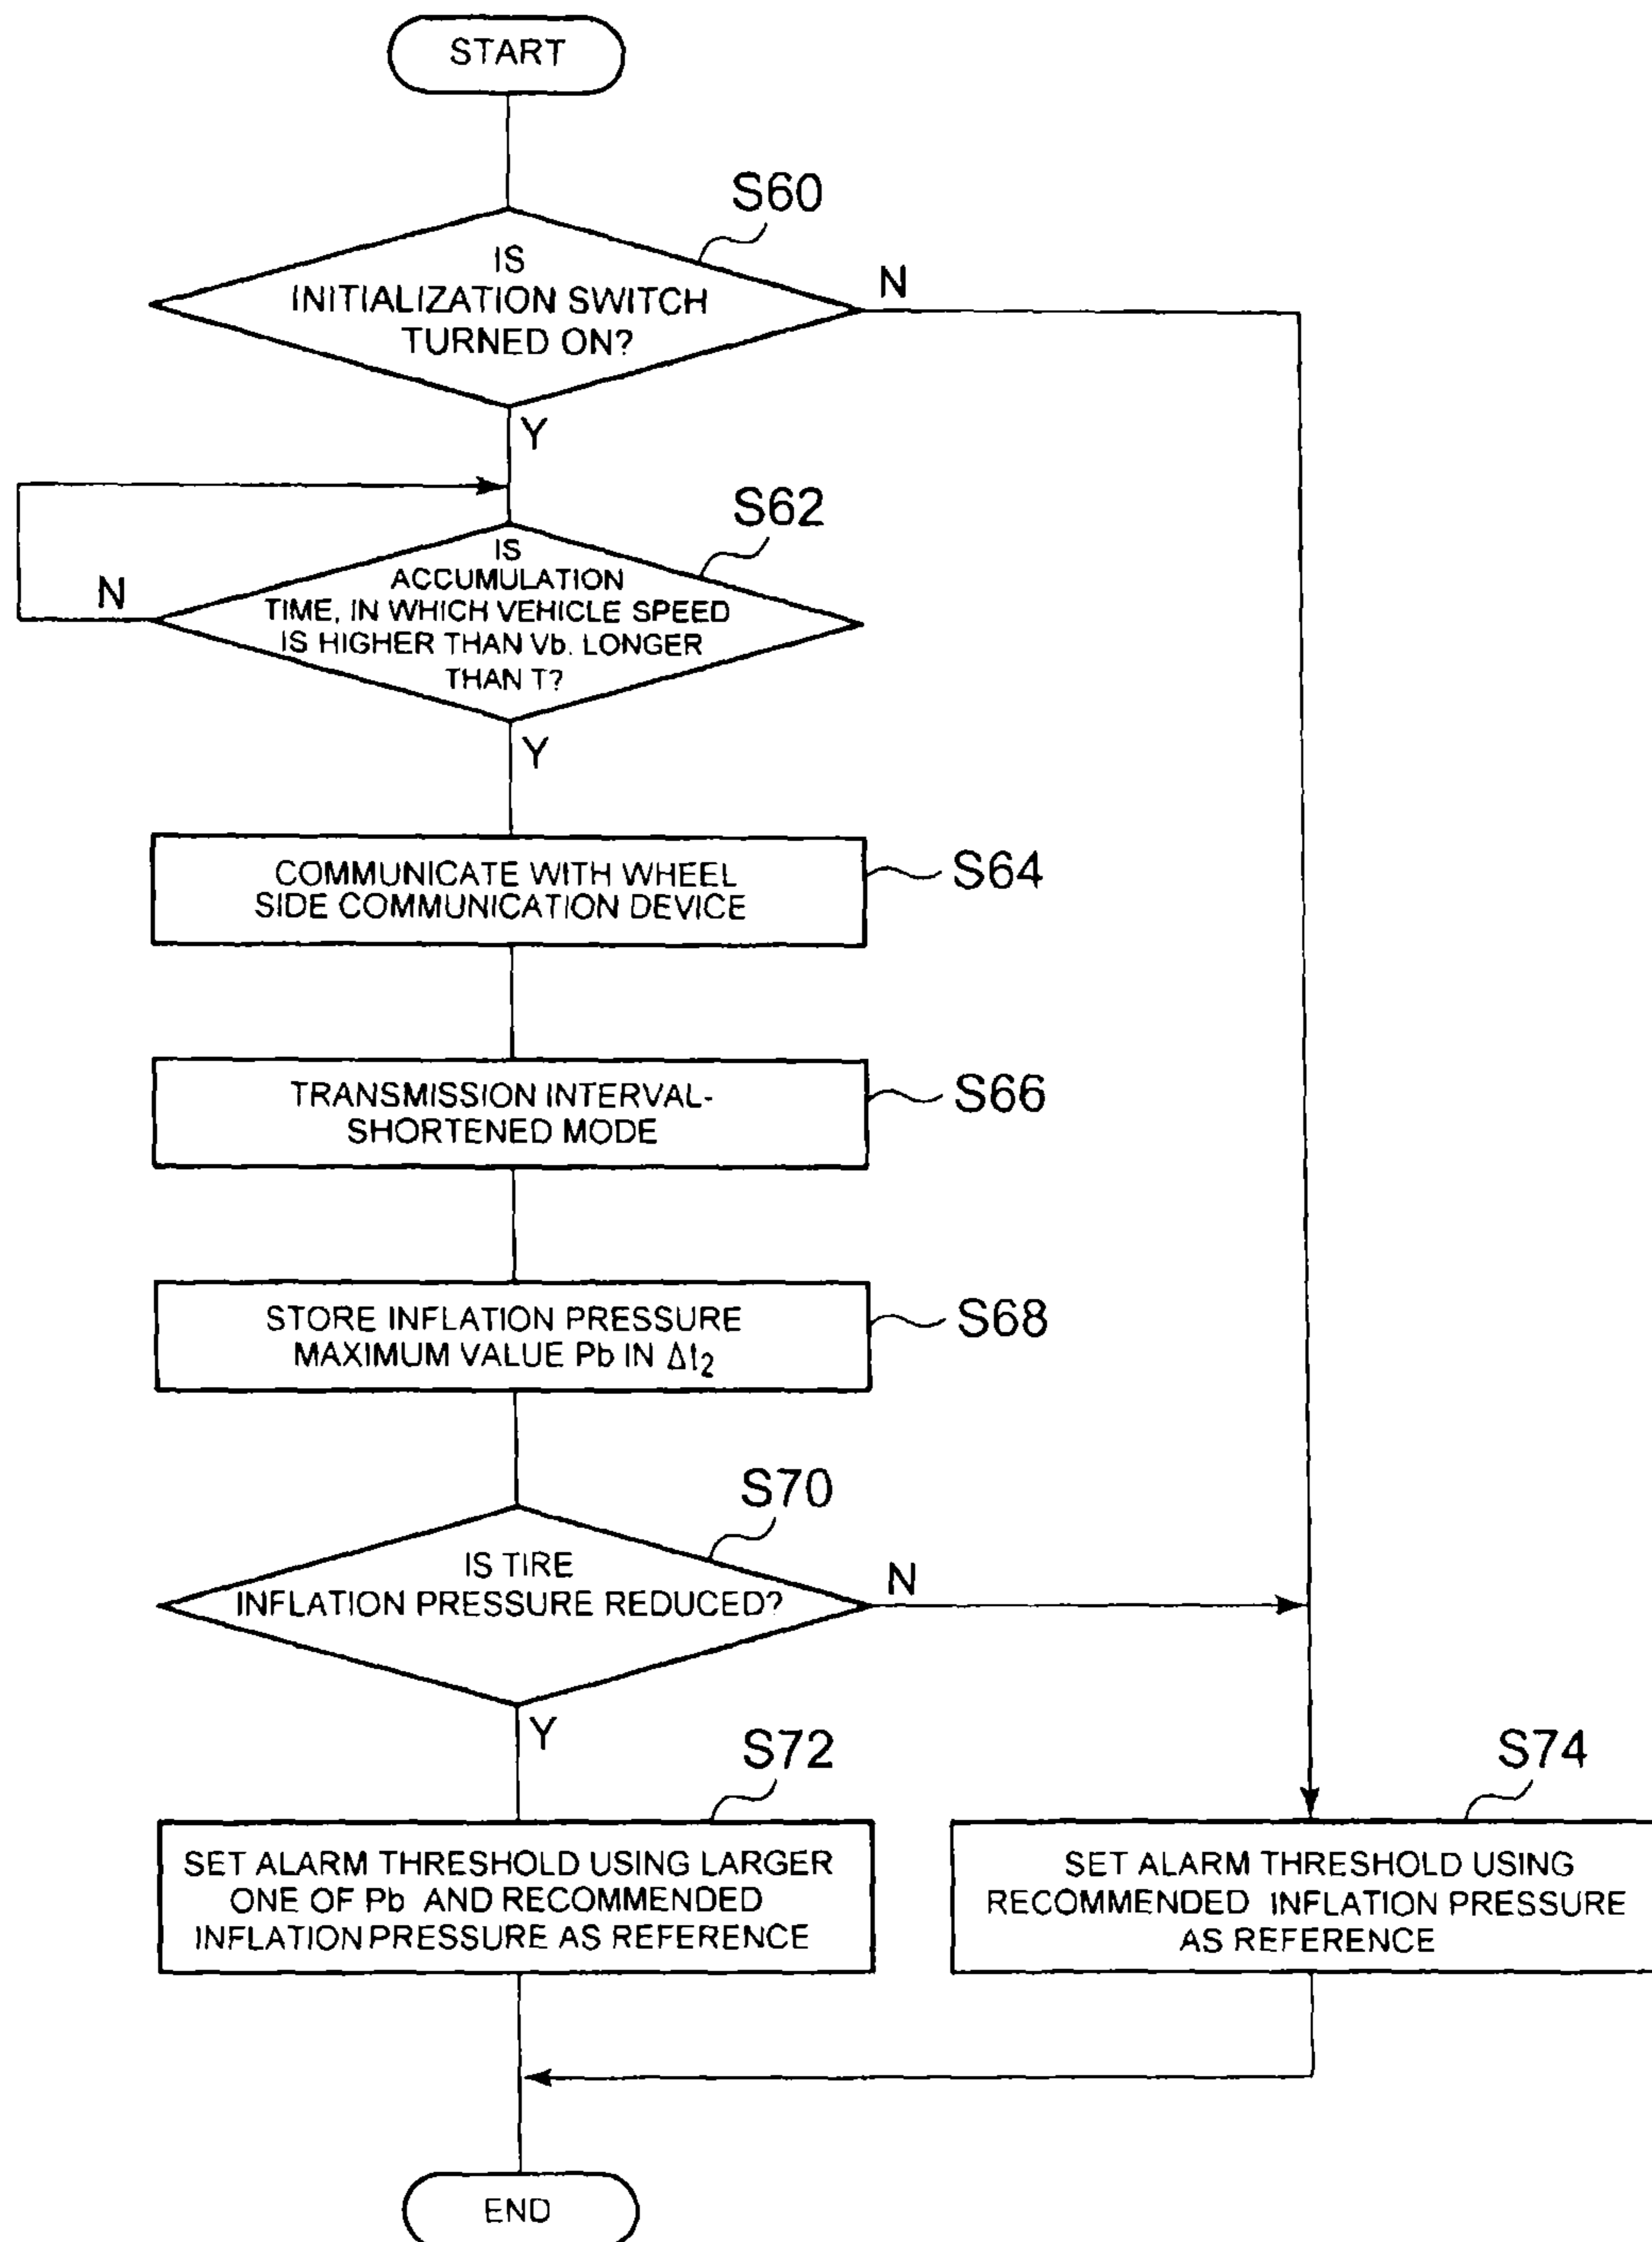 START
S60
IS
INITIALIZATION SWITCH
TURNED ON?
N
Y
S62
IS
ACCUMULATION
TIME, IN WHICH VEHICLE SPEED
IS HIGHER THAN Vb. LONGER
THAN T?
N
Y
COMMUNICATE WITH WHEEL
SIDE COMMUNICATION DEVICE
S64
TRANSMISSION INTERVAL-
SHORTENED MODE
S66
STORE INFLATION PRESSURE
MAXIMUM VALUE Pb IN Δt2
S68
S70
IS TIRE
INFLATION PRESSURE REDUCED?
N
Y
S72
SET ALARM THRESHOLD USING LARGER
ONE OF Pb AND RECOMMENDED
INFLATION PRESSURE AS REFERENCE
S74
SET ALARM THRESHOLD USING
RECOMMENDED INFLATION PRESSURE
AS REFERENCE
END